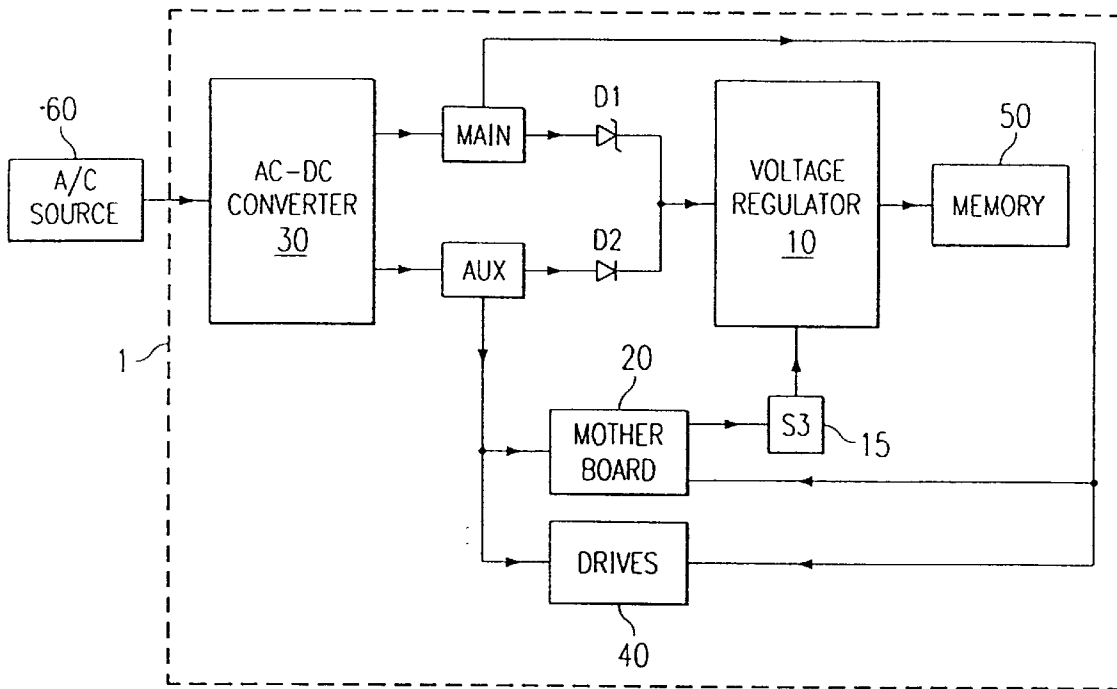 60
A/C
SOURCE
1
AC-DC
CONVERTER
30
MAIN
AUX
D1
D2
VOLTAGE
REGULATOR
10
50
MEMORY
20
MOTHER
BOARD
S3
15
DRIVES
40